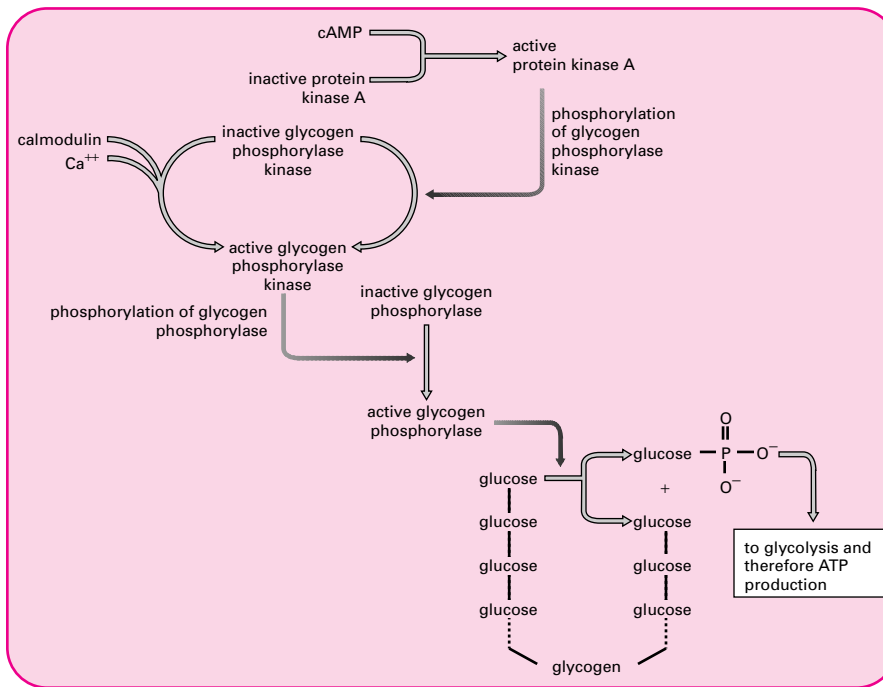 cAMP
active
protein kinase A
inactive protein
kinase A
phosphorylation
of glycogen
phosphorylase
kinase
calmodulin
Ca++
inactive glycogen
phosphorylase
kinase
active glycogen
phosphorylase
kinase
phosphorylation of glycogen
phosphorylase
inactive glycogen
phosphorylase
active glycogen
phosphorylase
O
glucose P O−
O−
glucose
+
glucose glucose
glucose glucose
glucose glucose
glycogen
to glycolysis and
therefore ATP
production